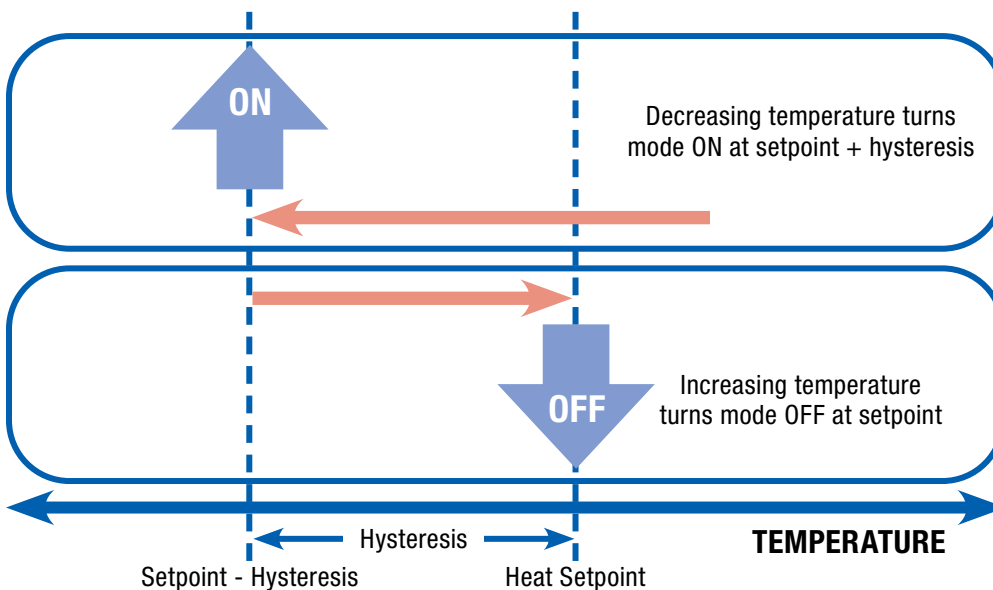 ON
Decreasing temperature turns
mode ON at setpoint + hysteresis
OFF
Increasing temperature
turns mode OFF at setpoint
TEMPERATURE
Hysteresis
Setpoint - Hysteresis
Heat Setpoint